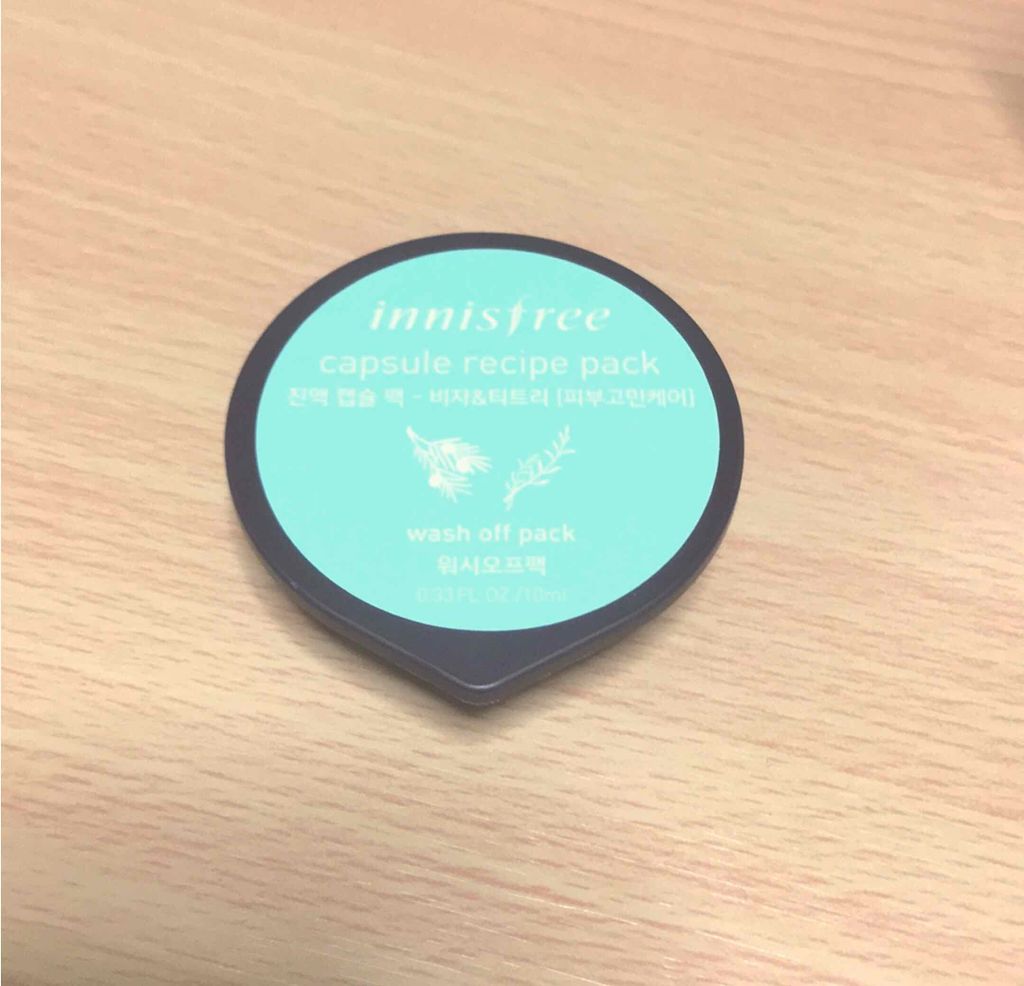 innisfree
capsule recipe pack
진액 캡슐 팩 - 비자&티트리 [피부고민케어]
wash off pack
워시오프팩
0.33 FL. OZ. /10ml